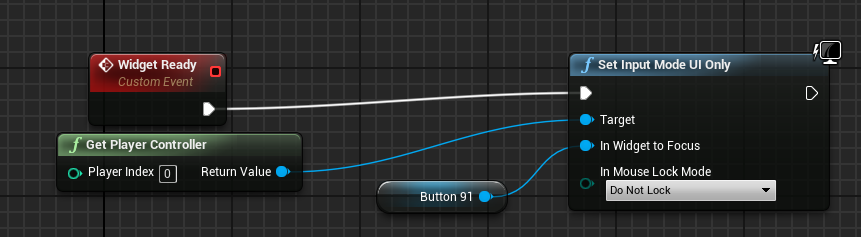 Widget Ready
Custom Event
f Get Player Controller
Player Index 0 Return Value
Button 91
f Set Input Mode UI Only
Target
In Widget to Focus
In Mouse Lock Mode
Do Not Lock